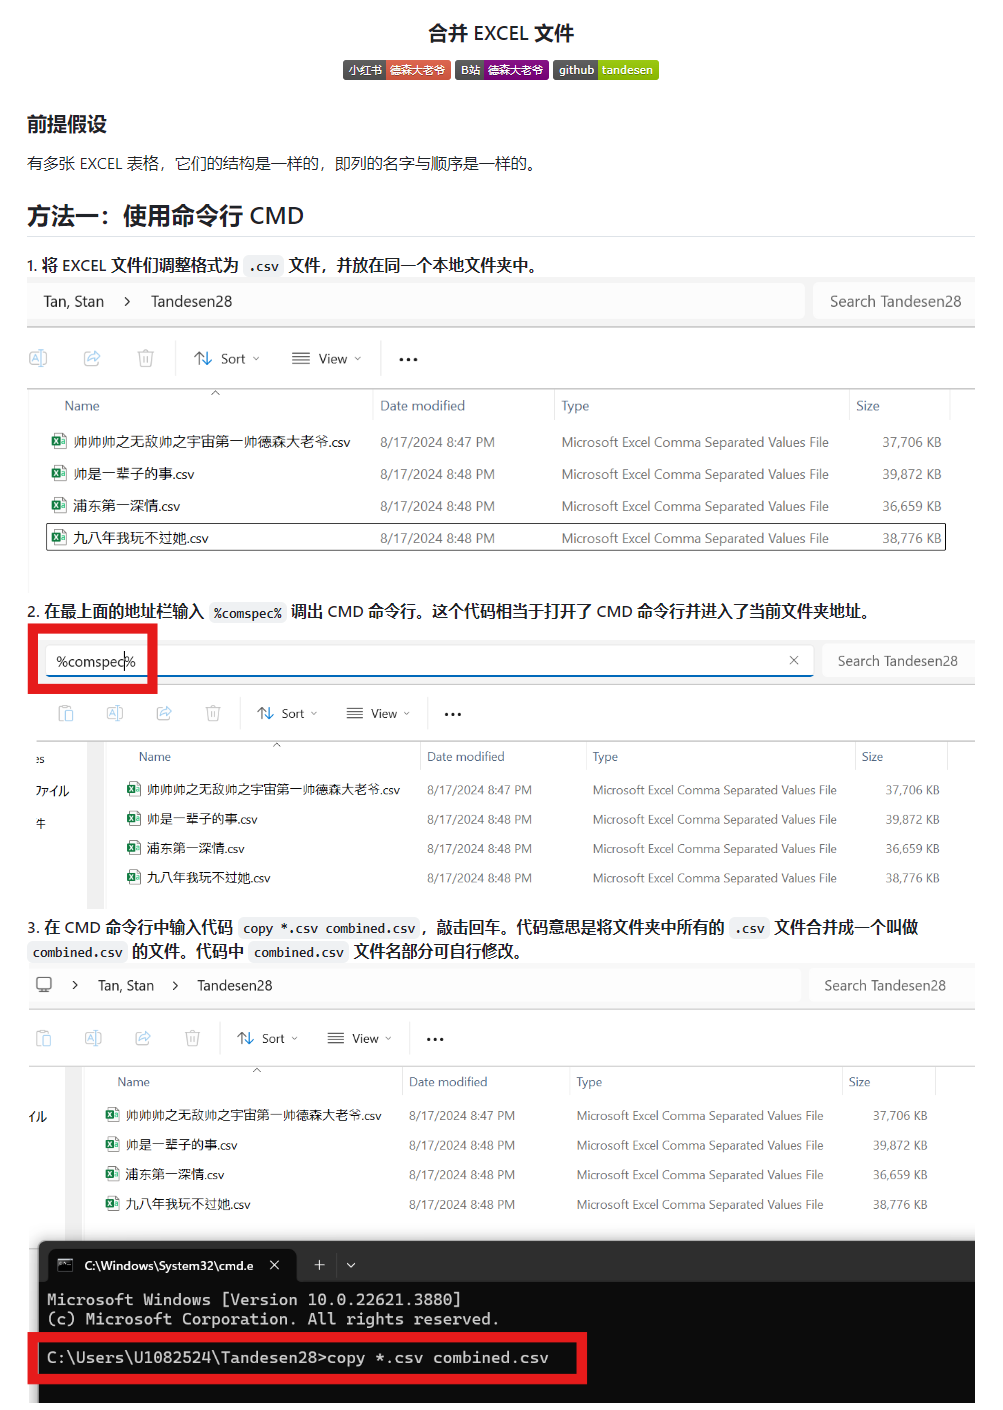 合并 EXCEL 文件
小红书 德森大老爷 B站 德森大老爷 github tandesen
前提假设
有多张 EXCEL 表格，它们的结构是一样的，即列的名字与顺序是一样的。
方法一：使用命令行 CMD
1. 将 EXCEL 文件们调整格式为 .csv 文件，并放在同一个本地文件夹中。
Tan, Stan > Tandesen28 Search Tandesen28
Sort View ...
Name Date modified Type Size
帅帅帅之无敌帅之宇宙第一帅德森大老爷.csv 8/17/2024 8:47 PM Microsoft Excel Comma Separated Values File 37,706 KB
帅是一辈子的事.csv 8/17/2024 8:48 PM Microsoft Excel Comma Separated Values File 39,872 KB
浦东第一深情.csv 8/17/2024 8:48 PM Microsoft Excel Comma Separated Values File 36,659 KB
九八年我玩不过她.csv 8/17/2024 8:48 PM Microsoft Excel Comma Separated Values File 38,776 KB
2. 在最上面的地址栏输入 %comspec% 调出 CMD 命令行。这个代码相当于打开了 CMD 命令行并进入了当前文件夹地址。
%comspec% Search Tandesen28
Sort View ...
es Name Date modified Type Size
ファイル 帅帅帅之无敌帅之宇宙第一帅德森大老爷.csv 8/17/2024 8:47 PM Microsoft Excel Comma Separated Values File 37,706 KB
件 帅是一辈子的事.csv 8/17/2024 8:48 PM Microsoft Excel Comma Separated Values File 39,872 KB
浦东第一深情.csv 8/17/2024 8:48 PM Microsoft Excel Comma Separated Values File 36,659 KB
九八年我玩不过她.csv 8/17/2024 8:48 PM Microsoft Excel Comma Separated Values File 38,776 KB
3. 在 CMD 命令行中输入代码 copy *.csv combined.csv ，敲击回车。代码意思是将文件夹中所有的 .csv 文件合并成一个叫做
combined.csv 的文件。代码中 combined.csv 文件名部分可自行修改。
> Tan, Stan > Tandesen28 Search Tandesen28
Sort View ...
Name Date modified Type Size
イル 帅帅帅之无敌帅之宇宙第一帅德森大老爷.csv 8/17/2024 8:47 PM Microsoft Excel Comma Separated Values File 37,706 KB
帅是一辈子的事.csv 8/17/2024 8:48 PM Microsoft Excel Comma Separated Values File 39,872 KB
浦东第一深情.csv 8/17/2024 8:48 PM Microsoft Excel Comma Separated Values File 36,659 KB
九八年我玩不过她.csv 8/17/2024 8:48 PM Microsoft Excel Comma Separated Values File 38,776 KB
C:\Windows\System32\cmd.e
Microsoft Windows [Version 10.0.22621.3880]
(c) Microsoft Corporation. All rights reserved.
C:\Users\U1082524\Tandesen28>copy *.csv combined.csv